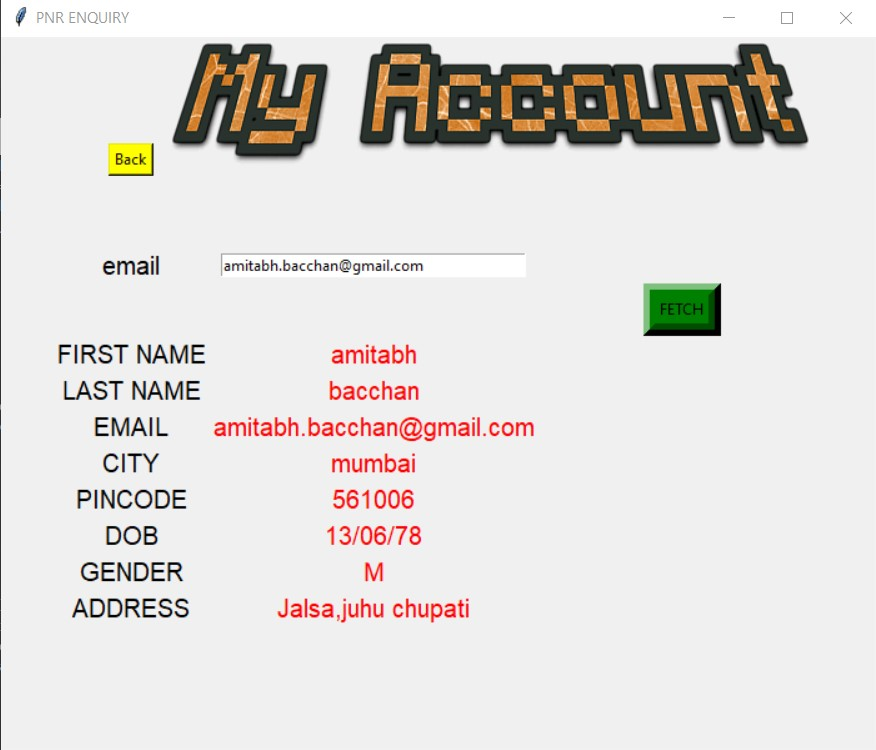 PNR ENQUIRY
My Account
Back
email amitabh.bacchan@gmail.com
FETCH
FIRST NAME amitabh
LAST NAME bacchan
EMAIL amitabh.bacchan@gmail.com
CITY mumbai
PINCODE 561006
DOB 13/06/78
GENDER M
ADDRESS Jalsa,juhu chupati